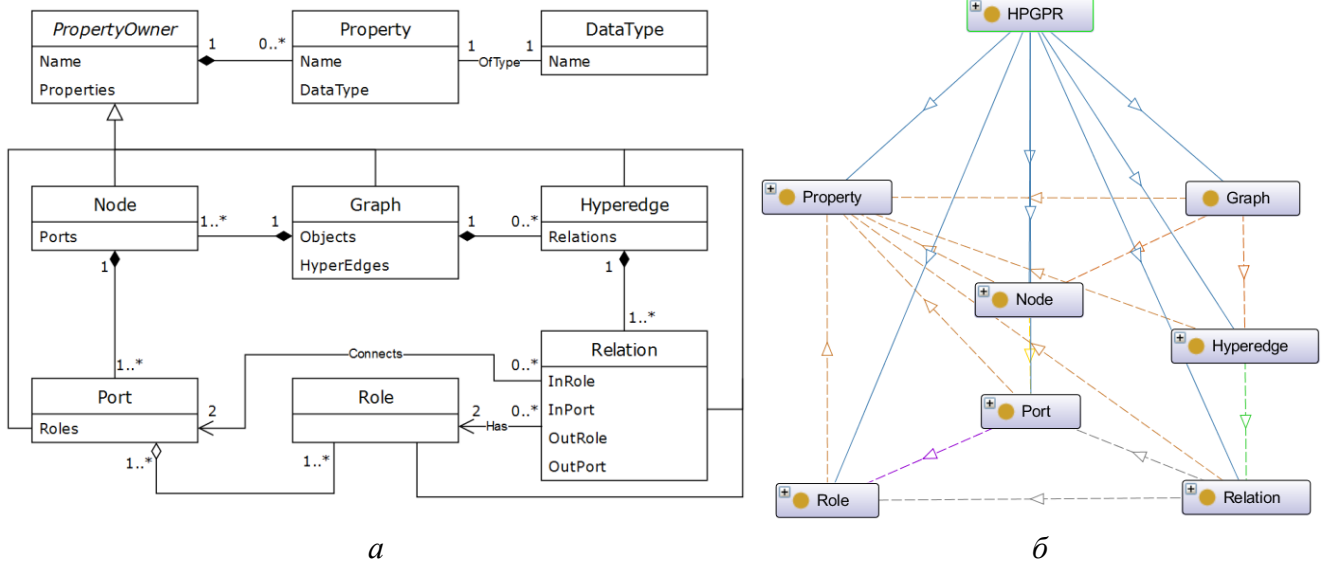 PropertyOwner
Name
Properties
1
0..*
Property
Name
DataType
1
OfType
1
DataType
Name
Node
Ports
1..*
1
Graph
Objects
HyperEdges
1
0..*
Hyperedge
Relations
1
1
1..*
1..*
Connects
Port
Roles
2
1..*
Role
1..*
2
Has
0..*
0..*
Relation
InRole
InPort
OutRole
OutPort
а
HPGPR
Property
Graph
Node
Hyperedge
Port
Role
Relation
б